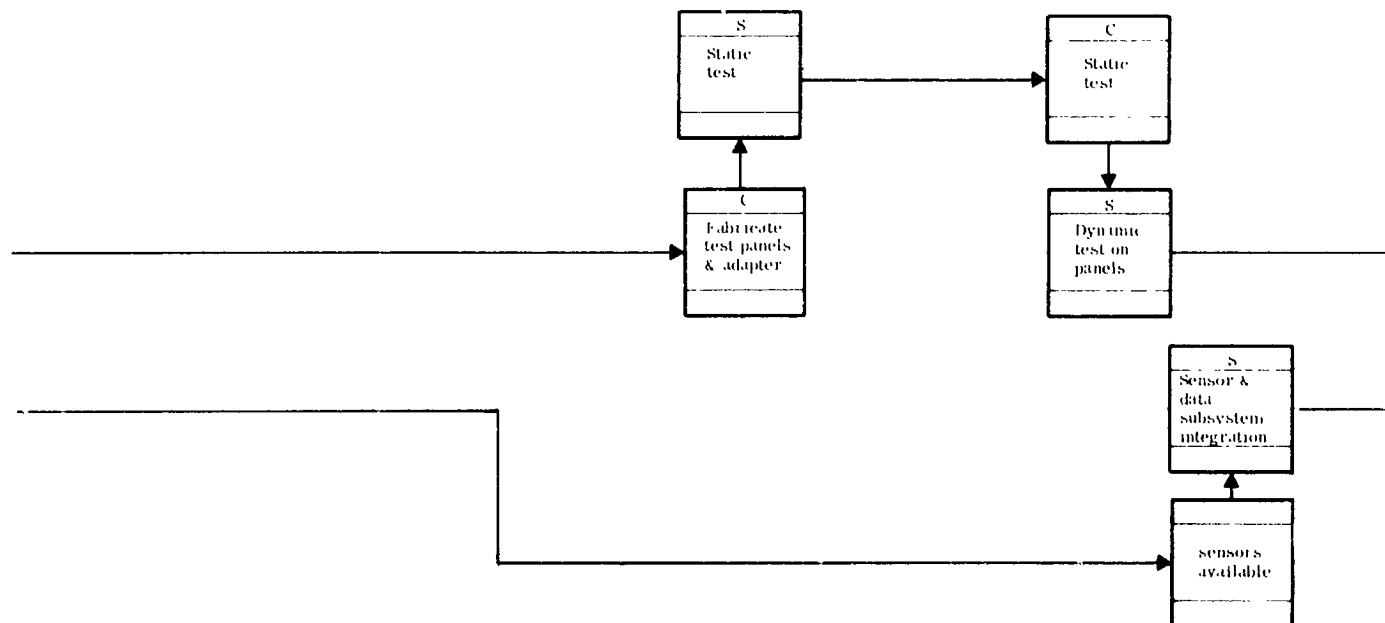 S
Static
test
C
Static
test
C
Fabricate
test panels
& adapter
S
Dynamic
test on
panels
S
Sensor &
data
subsystem
integration
sensors
available